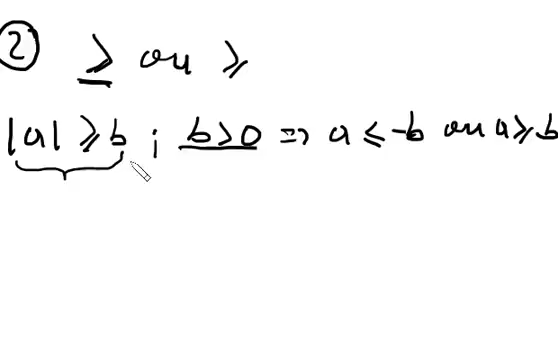 ② ≥ ou ≥
|a| ≥ b ; b > 0 => a ≤ -b ou a ≥ b